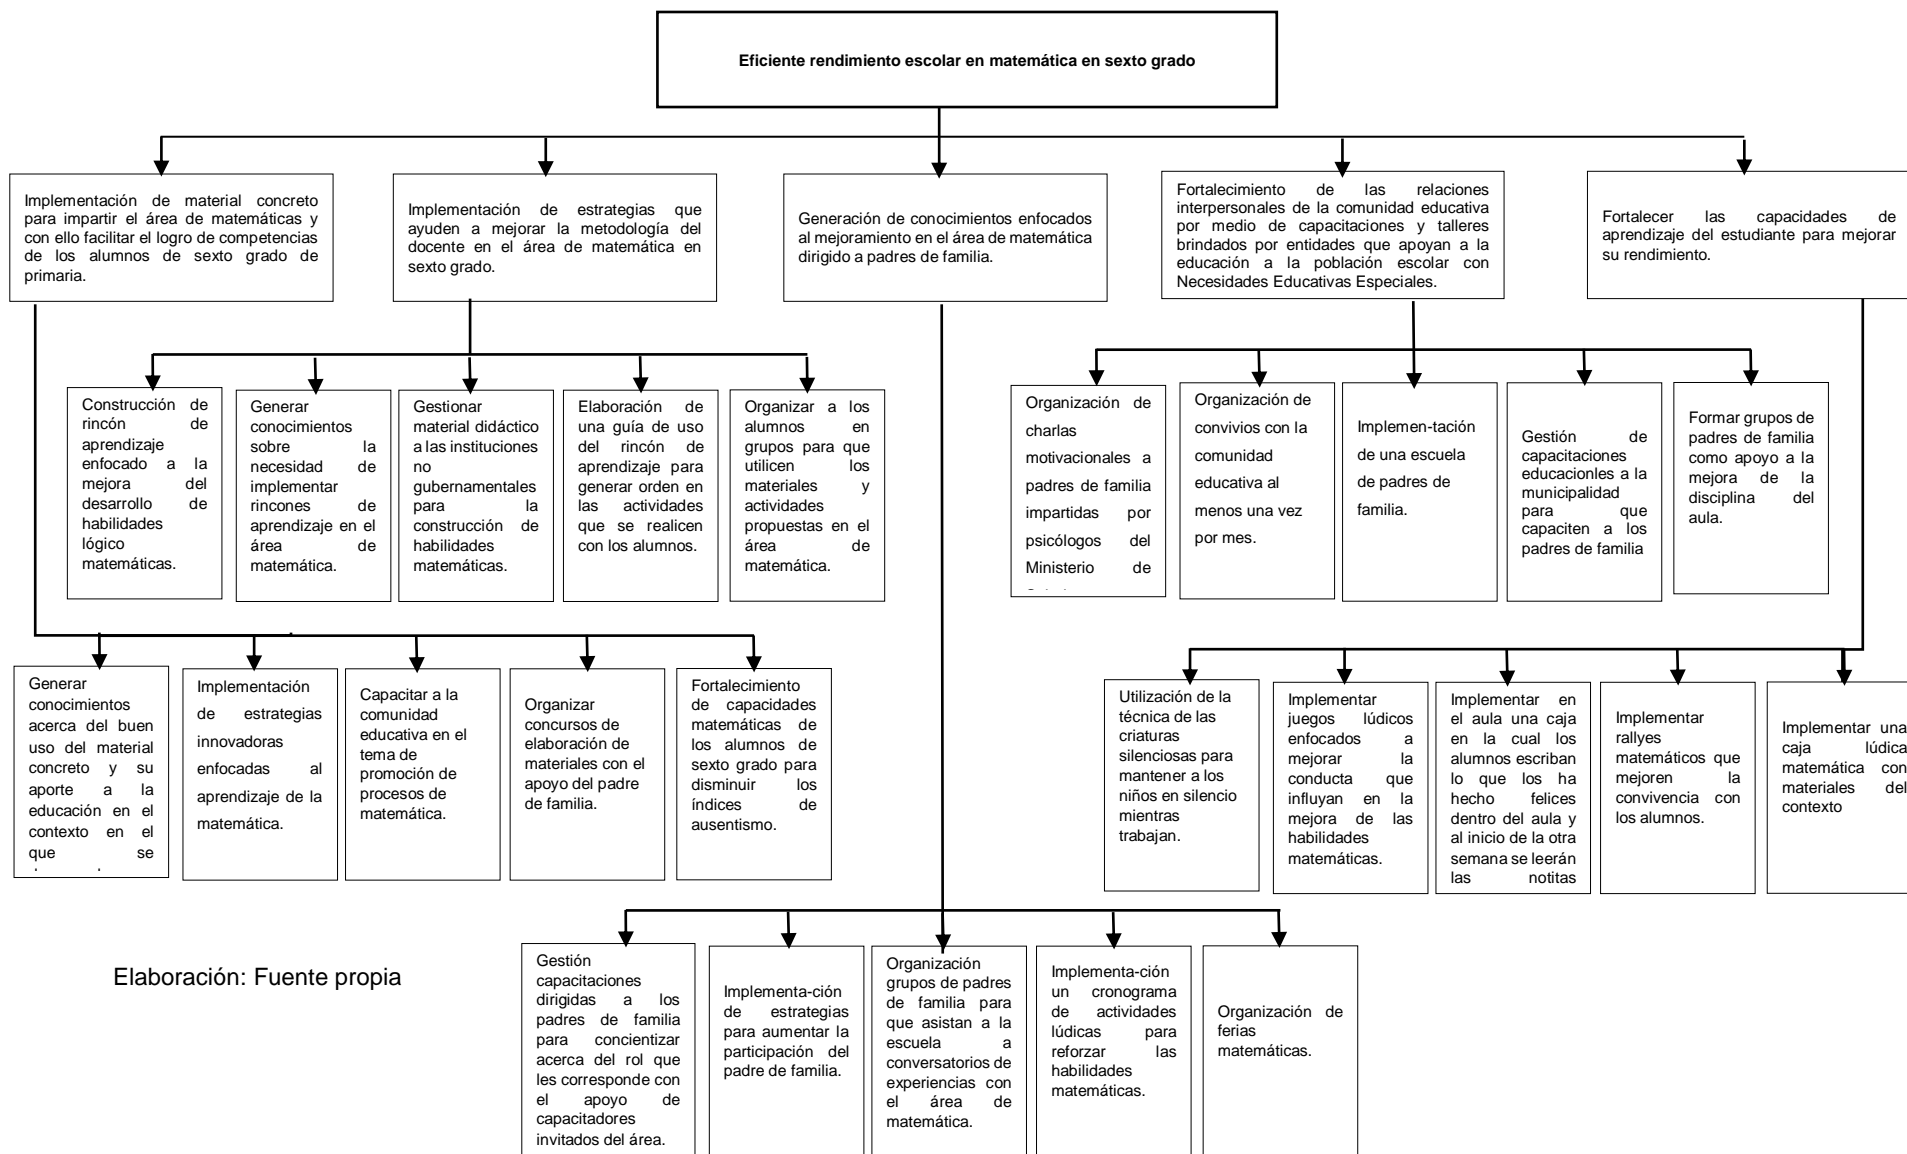 Eficiente rendimiento escolar en matemática en sexto grado
Implementación de material concreto
para impartir el área de matemáticas y
con ello facilitar el logro de competencias
de los alumnos de sexto grado de
primaria.
Implementación de estrategias que
ayuden a mejorar la metodología del
docente en el área de matemática en
sexto grado.
Generación de conocimientos enfocados
al mejoramiento en el área de matemática
dirigido a padres de familia.
Fortalecimiento de las relaciones
interpersonales de la comunidad educativa
por medio de capacitaciones y talleres
brindados por entidades que apoyan a la
educación a la población escolar con
Necesidades Educativas Especiales.
Fortalecer las capacidades de
aprendizaje del estudiante para mejorar
su rendimiento.
Construcción de
rincón de
aprendizaje
enfocado a la
mejora del
desarrollo de
habilidades
lógico
matemáticas.
Generar
conocimientos
sobre la
necesidad de
implementar
rincones de
aprendizaje en el
área de
matemática.
Gestionar
material didáctico
a las instituciones
no
gubernamentales
para la
construcción de
habilidades
matemáticas.
Elaboración de
una guía de uso
del rincón de
aprendizaje para
generar orden en
las actividades
que se realicen
con los alumnos.
Organizar a los
alumnos en
grupos para que
utilicen los
materiales y
actividades
propuestas en el
área de
matemática.
Organización de
charlas
motivacionales a
padres de familia
impartidas por
psicólogos del
Ministerio de
Organización de
convivios con la
comunidad
educativa al
menos una vez
por mes.
Implemen-tación
de una escuela
de padres de
familia.
Gestión de
capacitaciones
educacionles a la
municipalidad
para que
capaciten a los
padres de familia
Formar grupos de
padres de familia
como apoyo a la
mejora de la
disciplina del
aula.
Generar
conocimientos
acerca del buen
uso del material
concreto y su
aporte a la
educación en el
contexto en el
que se
Implementación
de estrategias
innovadoras
enfocadas al
aprendizaje de la
matemática.
Capacitar a la
comunidad
educativa en el
tema de
promoción de
procesos de
matemática.
Organizar
concursos de
elaboración de
materiales con el
apoyo del padre
de familia.
Fortalecimiento
de capacidades
matemáticas de
los alumnos de
sexto grado para
disminuir los
índices de
ausentismo.
Utilización de la
técnica de las
criaturas
silenciosas para
mantener a los
niños en silencio
mientras
trabajan.
Implementar
juegos lúdicos
enfocados a
mejorar la
conducta que
influyan en la
mejora de las
habilidades
matemáticas.
Implementar en
el aula una caja
en la cual los
alumnos escriban
lo que los ha
hecho felices
dentro del aula y
al inicio de la otra
semana se leerán
las notitas
Implementar
rallyes
matemáticos que
mejoren la
convivencia con
los alumnos.
Implementar una
caja lúdica
matemática con
materiales del
contexto
Gestión
capacitaciones
dirigidas a los
padres de familia
para concientizar
acerca del rol que
les corresponde con
el apoyo de
capacitadores
invitados del área.
Implementa-ción
de estrategias
para aumentar la
participación del
padre de familia.
Organización
grupos de padres
de familia para
que asistan a la
escuela a
conversatorios de
experiencias con
el área de
matemática.
Implementa-ción
un cronograma
de actividades
lúdicas para
reforzar las
habilidades
matemáticas.
Organización de
ferias
matemáticas.
Elaboración: Fuente propia